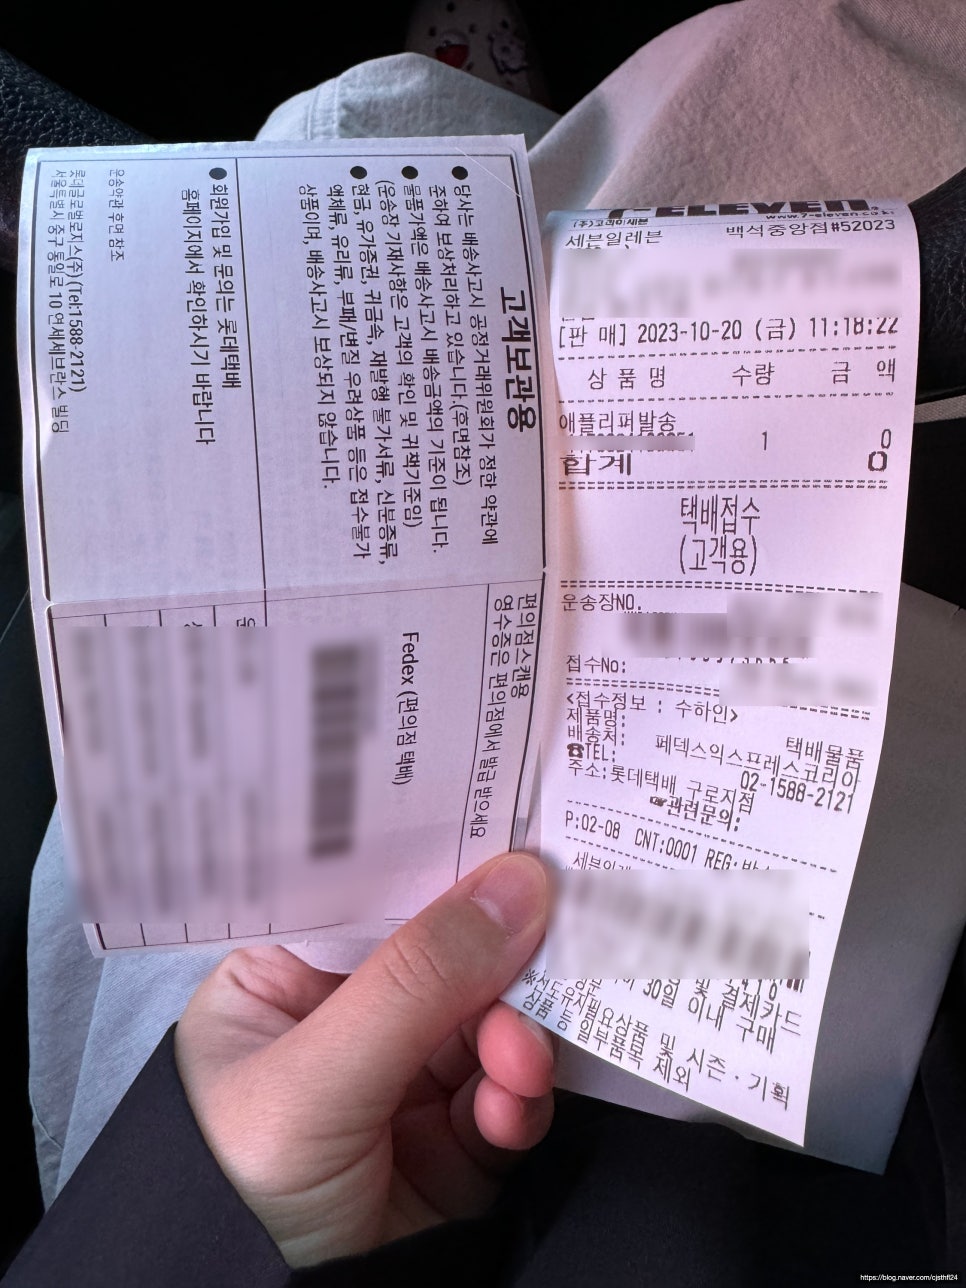 고객보관용
● 당사는 배송사고시 공정거래위원회가 정한 약관에
준하여 보상처리하고 있습니다.(후면참조)
● 물품가액은 배송사고시 배송금액의 기준이 됩니다.
(운송장 기재사항은 고객의 확인 및 귀책기준임)
● 현금, 유가증권, 귀금속, 재발행 불가서류, 신분증류,
액체류, 유리류, 부패/변질 우려상품 등은 접수불가
상품이며, 배송사고시 보상되지 않습니다.
● 회원가입 및 문의는 롯데택배
홈페이지에서 확인하시기 바랍니다
운송약관 후면 참조
롯데글로벌로지스(주) (Tel:1588-2121)
서울특별시 중구 통일로 10 연세세브란스 빌딩
편의점스캔용
영수증은 편의점에서 발급 받으세요
Fedex (편의점 택배)
7-ELEVEN
(주)코리아세븐 www.7-eleven.co.kr
세븐일레븐 백석중앙점#52023
[판 매] 2023-10-20 (금) 11:18:22
상 품 명 수량 금 액
애플리퍼발송
1 0
합계 0
택배접수
(고객용)
운송장NO.
접수No:
<접수정보 : 수하인>
제품명: 택배물품
배송처: 페덱스익스프레스코리아
☎TEL: 02-1588-2121
주소:롯데택배 구로지점
☞관련문의:
P:02-08 CNT:0001 REG:
30일 이내 구매
및 결제카드
※선도유지필요상품 및 시즌·기획
상품 등 일부품목 제외
https://blog.naver.com/cjsthfl24